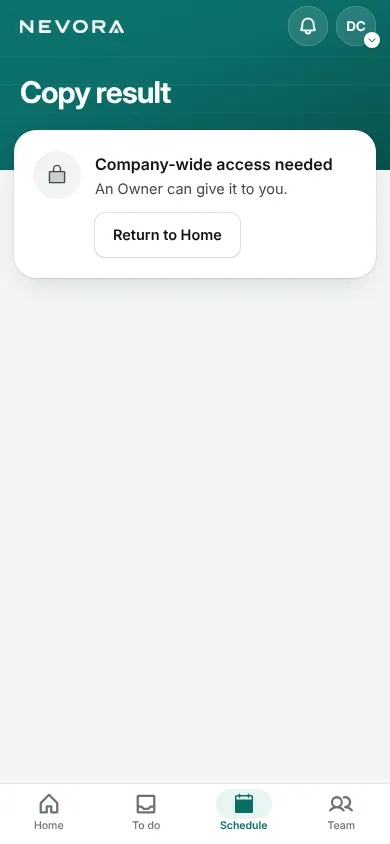 NEVORA
DC
Copy result
Company-wide access needed
An Owner can give it to you.
Return to Home
Home
To do
Schedule
Team